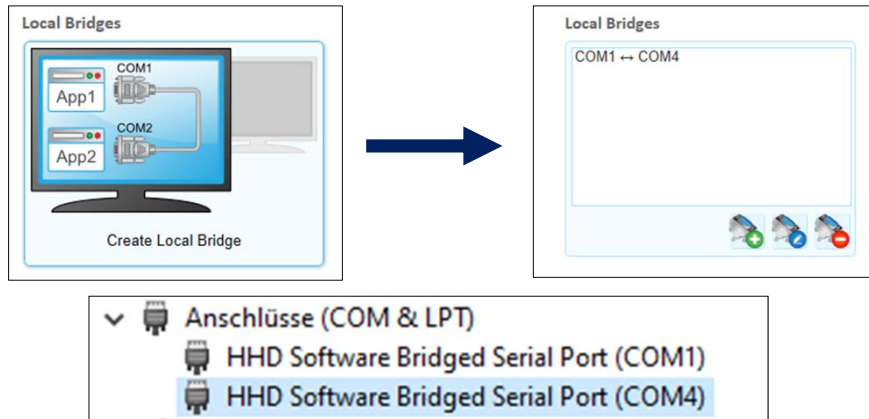 Local Bridges
COM1
App1
COM2
App2
Create Local Bridge
Local Bridges
COM1 ↔ COM4
Anschlüsse (COM & LPT)
HHD Software Bridged Serial Port (COM1)
HHD Software Bridged Serial Port (COM4)